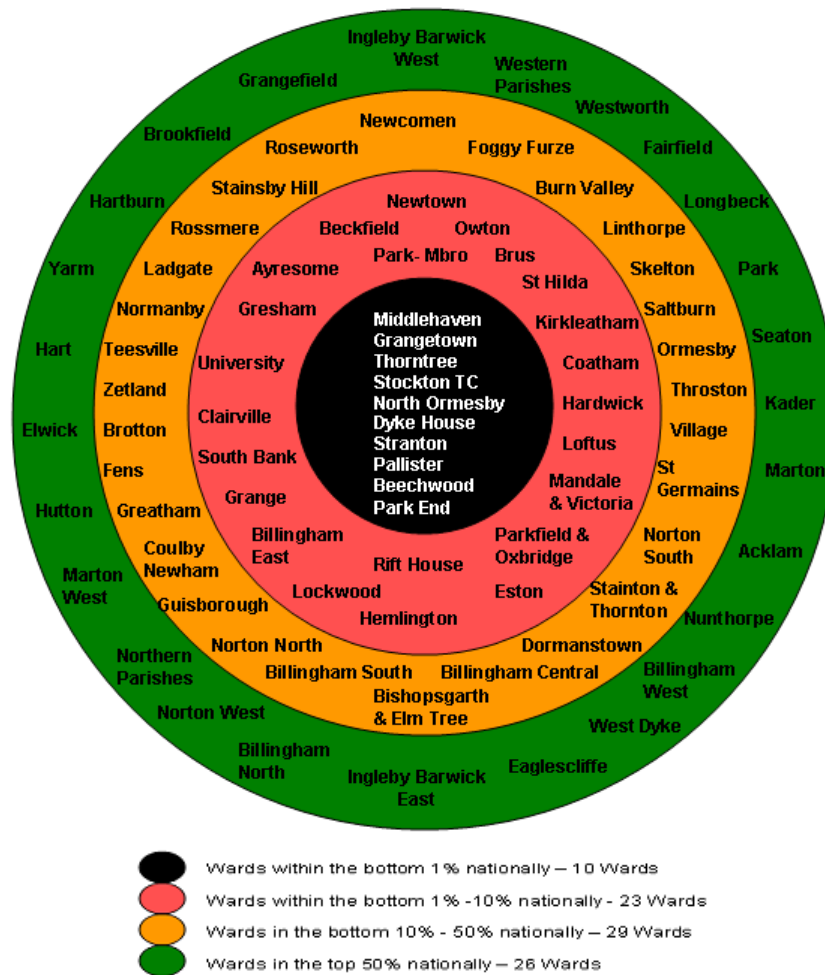 Ingleby Barwick
West
Western
Parishes
Grangefield
Westworth
Brookfield
Fairfield
Hartburn
Longbeck
Yarm
Park
Hart
Seaton
Elwick
Kader
Hutton
Marton
Marton
West
Acklam
Northern
Parishes
Nunthorpe
Norton West
Billingham
West
Billingham
North
West Dyke
Ingleby Barwick
East
Eaglescliffe
Newcomen
Roseworth
Foggy Furze
Stainsby Hill
Burn Valley
Rossmere
Linthorpe
Ladgate
Skelton
Normanby
Saltburn
Teesville
Ormesby
Zetland
Throston
Brotton
Village
Fens
St
Germains
Greatham
Coulby
Newham
Norton
South
Guisborough
Stainton &
Thornton
Norton North
Dormanstown
Billingham South
Billingham Central
Bishopsgarth
& Elm Tree
Newtown
Beckfield
Owton
Park- Mbro
Brus
Ayresome
St Hilda
Gresham
Kirkleatham
University
Coatham
Clairville
Hardwick
South Bank
Loftus
Grange
Mandale
& Victoria
Billingham
East
Parkfield &
Oxbridge
Rift House
Lockwood
Eston
Hemlington
Middlehaven
Grangetown
Thorntree
Stockton TC
North Ormesby
Dyke House
Stranton
Pallister
Beechwood
Park End
Wards within the bottom 1% nationally – 10 Wards
Wards within the bottom 1% -10% nationally - 23 Wards
Wards in the bottom 10% - 50% nationally – 29 Wards
Wards in the top 50% nationally – 26 Wards